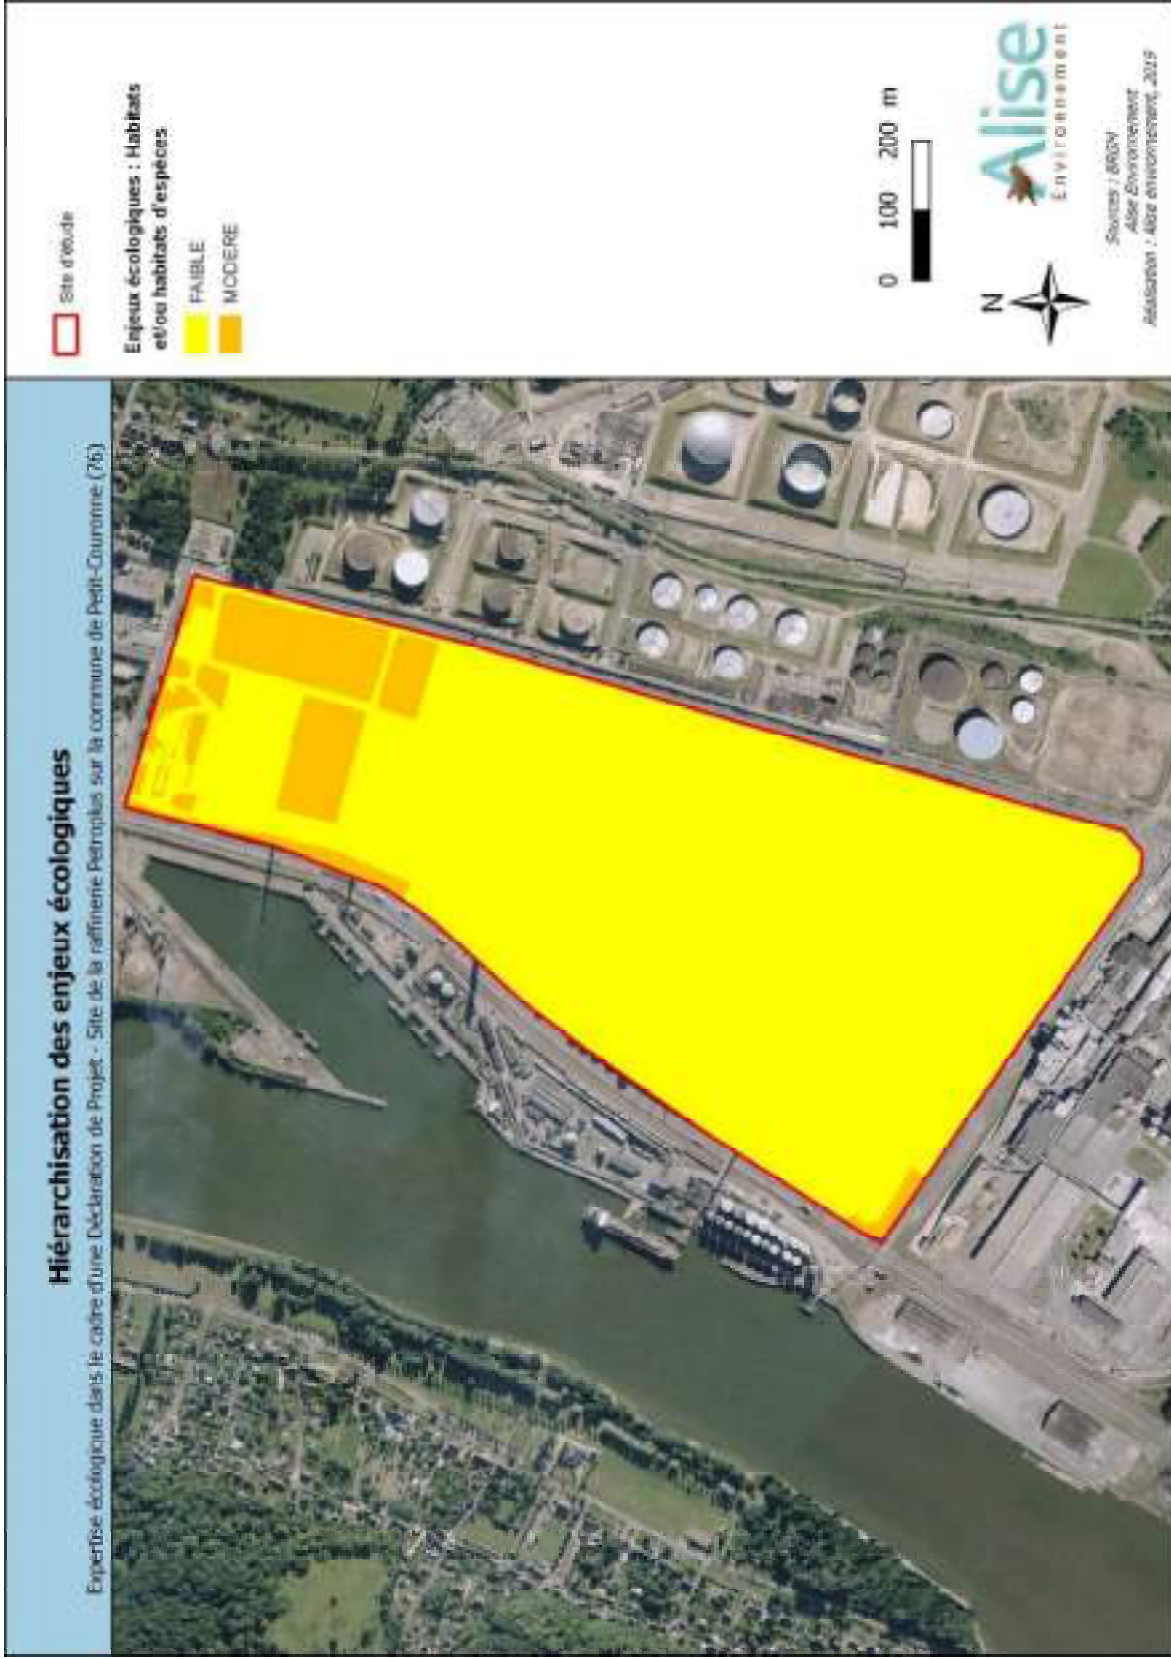 Hiérarchisation des enjeux écologiques
Expertise écologique dans le cadre d'une Déclaration de Projet - Site de la raffinerie Petroplus sur la commune de Petit-Couronne (76)
Site d'étude
Enjeux écologiques : Habitats
et/ou habitats d'espèces
FAIBLE
MODERE
0 100 200 m
N
Alise
Environnement
Sources : BRGM
Alise Environnement
Réalisation : Alise environnement, 2019